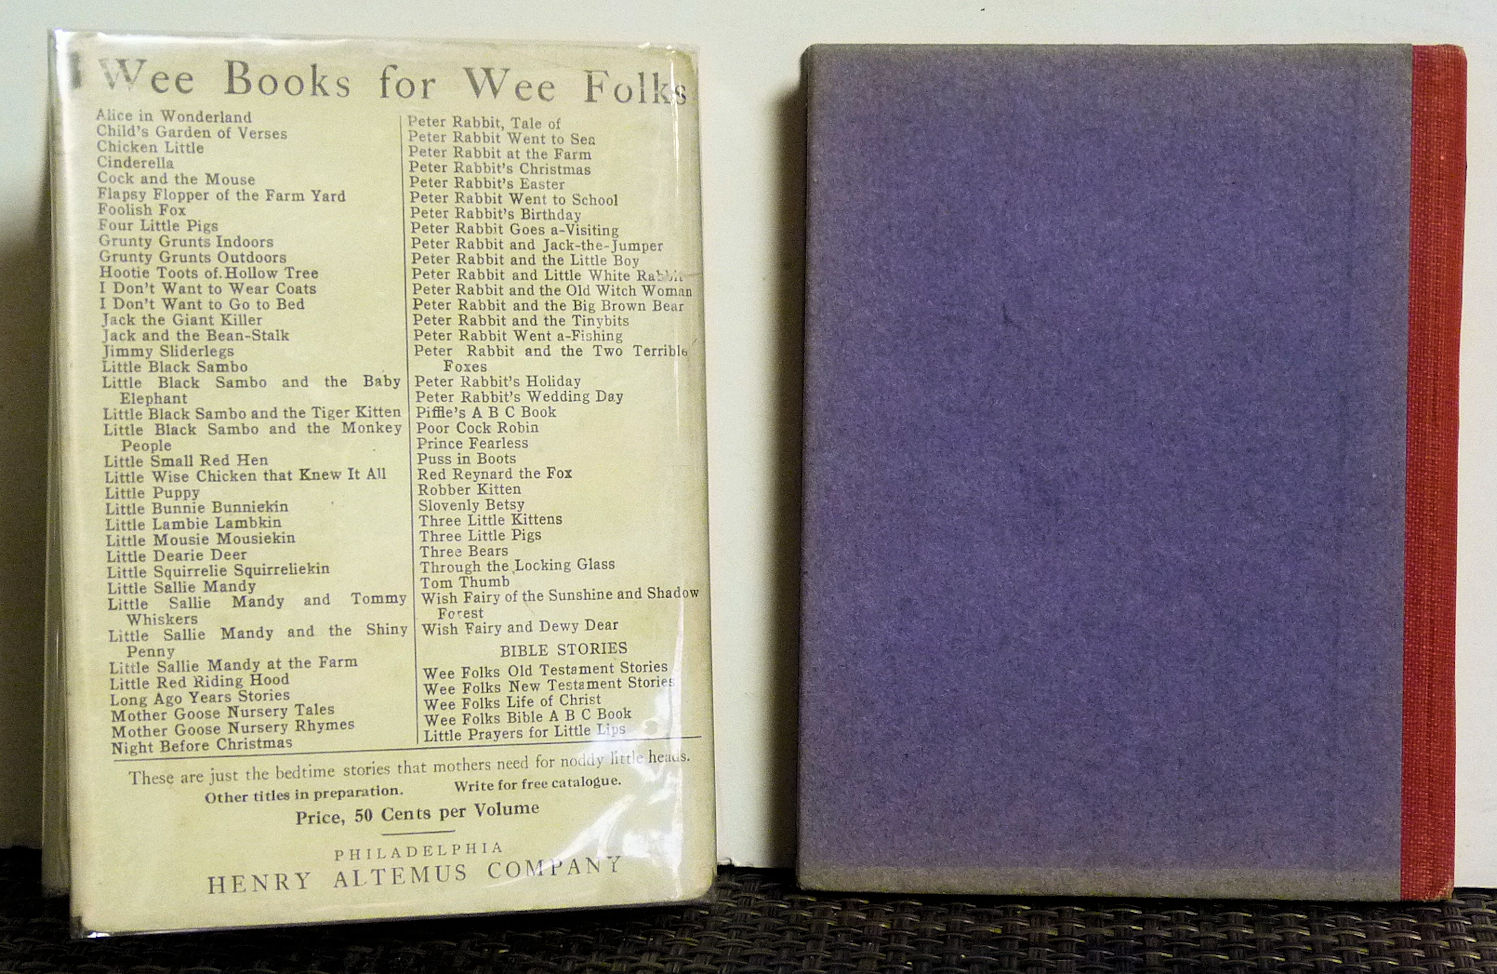 Wee Books for Wee Folks
Alice in Wonderland
Child's Garden of Verses
Chicken Little
Cinderella
Cock and the Mouse
Flapsy Flopper of the Farm Yard
Foolish Fox
Four Little Pigs
Grunty Grunts Indoors
Grunty Grunts Outdoors
Hootie Toots of Hollow Tree
I Don't Want to Wear Coats
I Don't Want to Go to Bed
Jack the Giant Killer
Jack and the Bean-Stalk
Jimmy Sliderlegs
Little Black Sambo
Little Black Sambo and the Baby
Elephant
Little Black Sambo and the Tiger Kitten
Little Black Sambo and the Monkey
People
Little Small Red Hen
Little Wise Chicken that Knew It All
Little Puppy
Little Bunnie Bunniekin
Little Lambie Lambkin
Little Mousie Mousiekin
Little Dearie Deer
Little Squirrelie Squirreliekin
Little Sallie Mandy
Little Sallie Mandy and Tommy
Whiskers
Little Sallie Mandy and the Shiny
Penny
Little Sallie Mandy at the Farm
Little Red Riding Hood
Long Ago Years Stories
Mother Goose Nursery Tales
Mother Goose Nursery Rhymes
Night Before Christmas
Peter Rabbit, Tale of
Peter Rabbit Went to Sea
Peter Rabbit at the Farm
Peter Rabbit's Christmas
Peter Rabbit's Easter
Peter Rabbit Went to School
Peter Rabbit's Birthday
Peter Rabbit Goes a-Visiting
Peter Rabbit and Jack-the-Jumper
Peter Rabbit and the Little Boy
Peter Rabbit and Little White Rabbit
Peter Rabbit and the Old Witch Woman
Peter Rabbit and the Big Brown Bear
Peter Rabbit and the Tinybits
Peter Rabbit Went a-Fishing
Peter Rabbit and the Two Terrible
Foxes
Peter Rabbit's Holiday
Peter Rabbit's Wedding Day
Piffle's A B C Book
Poor Cock Robin
Prince Fearless
Puss in Boots
Red Reynard the Fox
Robber Kitten
Slovenly Betsy
Three Little Kittens
Three Little Pigs
Three Bears
Through the Locking Glass
Tom Thumb
Wish Fairy of the Sunshine and Shadow
Forest
Wish Fairy and Dewy Dear
BIBLE STORIES
Wee Folks Old Testament Stories
Wee Folks New Testament Stories
Wee Folks Life of Christ
Wee Folks Bible A B C Book
Little Prayers for Little Lips
These are just the bedtime stories that mothers need for noddy little heads.
Other titles in preparation. Write for free catalogue.
Price, 50 Cents per Volume
PHILADELPHIA
HENRY ALTEMUS COMPANY